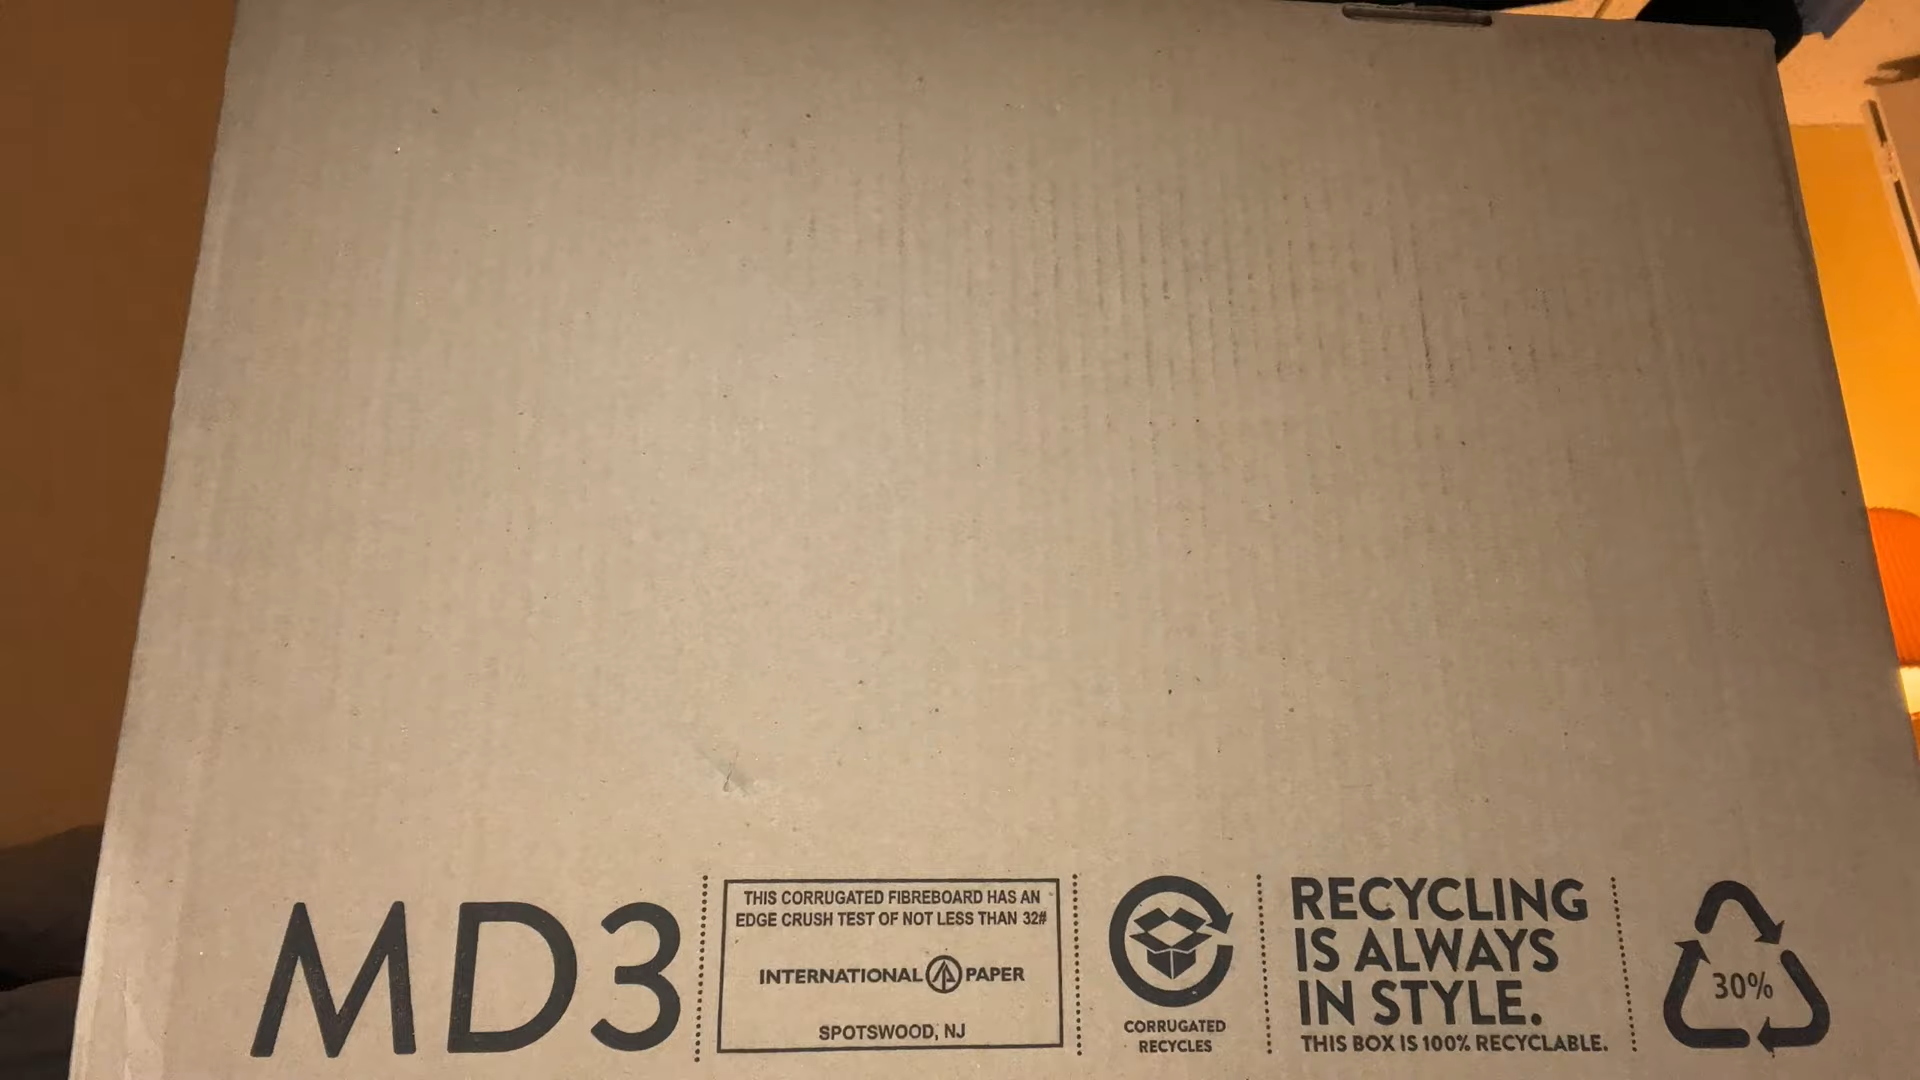 MD3
THIS CORRUGATED FIBREBOARD HAS AN
EDGE CRUSH TEST OF NOT LESS THAN 32#
INTERNATIONAL PAPER
SPOTSWOOD, NJ
CORRUGATED
RECYCLES
RECYCLING
IS ALWAYS
IN STYLE.
THIS BOX IS 100% RECYCLABLE.
30%